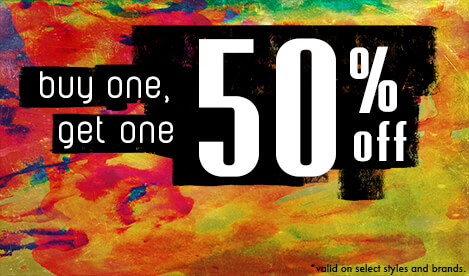 buy one,
get one
50% off
*valid on select styles and brands.